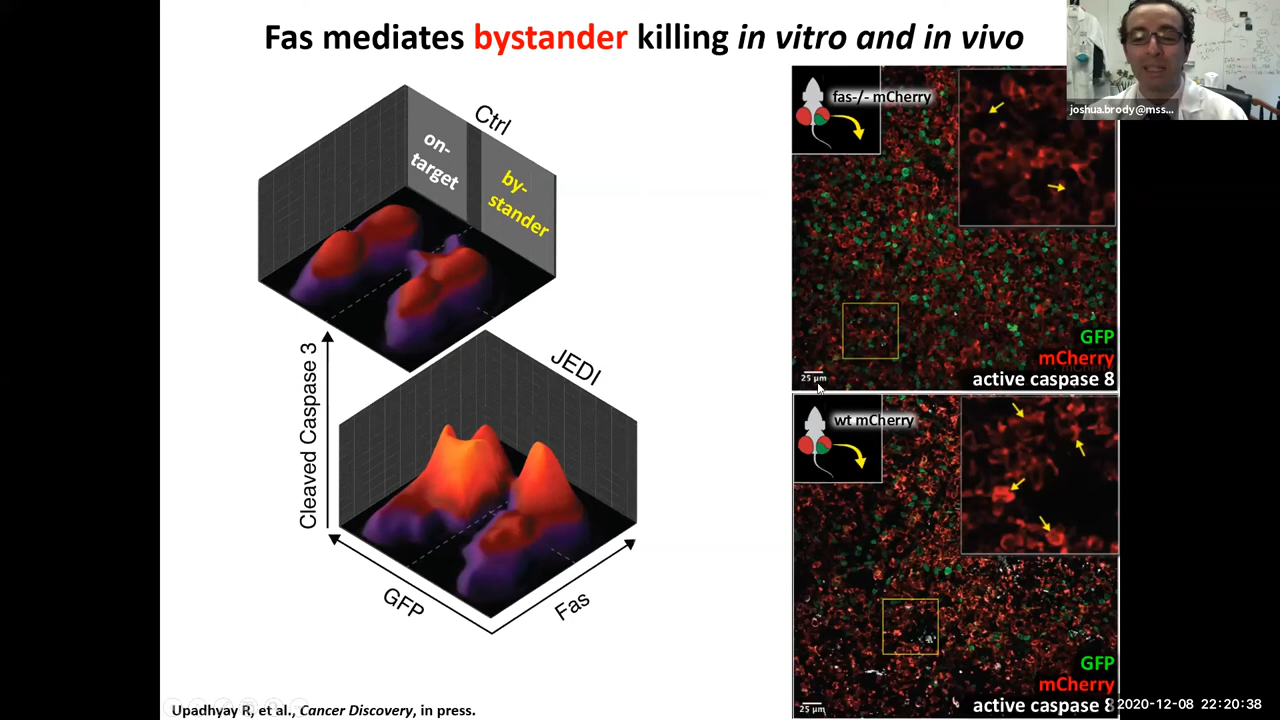 Fas mediates bystander killing in vitro and in vivo
joshua.brody@mss...
Ctrl
on-
target
by-
stander
Cleaved Caspase 3
JEDI
GFP
Fas
fas-/- mCherry
GFP
mCherry
active caspase 8
25 µm
wt mCherry
GFP
mCherry
active caspase 8
25 µm
Upadhyay R, et al., Cancer Discovery, in press.
2020-12-08 22:20:38